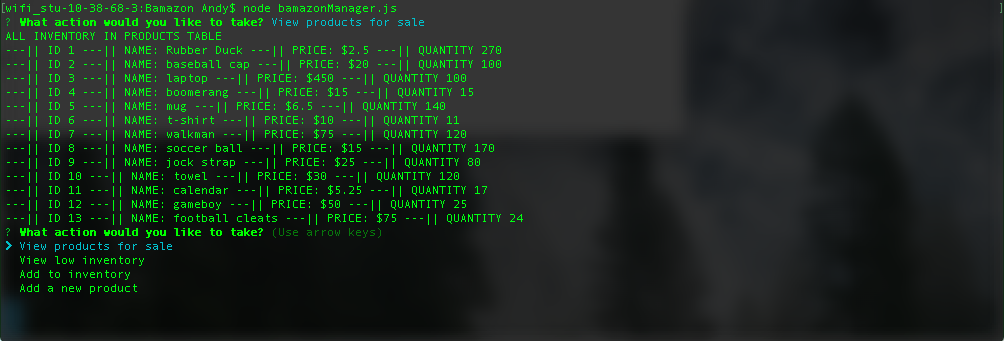 [wifi_stu-10-38-68-3:Bamazon Andy$ node bamazonManager.js ]
? What action would you like to take? View products for sale
ALL INVENTORY IN PRODUCTS TABLE
---|| ID 1 ---|| NAME: Rubber Duck ---|| PRICE: $2.5 ---|| QUANTITY 270
---|| ID 2 ---|| NAME: baseball cap ---|| PRICE: $20 ---|| QUANTITY 100
---|| ID 3 ---|| NAME: laptop ---|| PRICE: $450 ---|| QUANTITY 100
---|| ID 4 ---|| NAME: boomerang ---|| PRICE: $15 ---|| QUANTITY 15
---|| ID 5 ---|| NAME: mug ---|| PRICE: $6.5 ---|| QUANTITY 140
---|| ID 6 ---|| NAME: t-shirt ---|| PRICE: $10 ---|| QUANTITY 11
---|| ID 7 ---|| NAME: walkman ---|| PRICE: $75 ---|| QUANTITY 120
---|| ID 8 ---|| NAME: soccer ball ---|| PRICE: $15 ---|| QUANTITY 170
---|| ID 9 ---|| NAME: jock strap ---|| PRICE: $25 ---|| QUANTITY 80
---|| ID 10 ---|| NAME: towel ---|| PRICE: $30 ---|| QUANTITY 120
---|| ID 11 ---|| NAME: calendar ---|| PRICE: $5.25 ---|| QUANTITY 17
---|| ID 12 ---|| NAME: gameboy ---|| PRICE: $50 ---|| QUANTITY 25
---|| ID 13 ---|| NAME: football cleats ---|| PRICE: $75 ---|| QUANTITY 24
? What action would you like to take? (Use arrow keys)
❯ View products for sale
View low inventory
Add to inventory
Add a new product